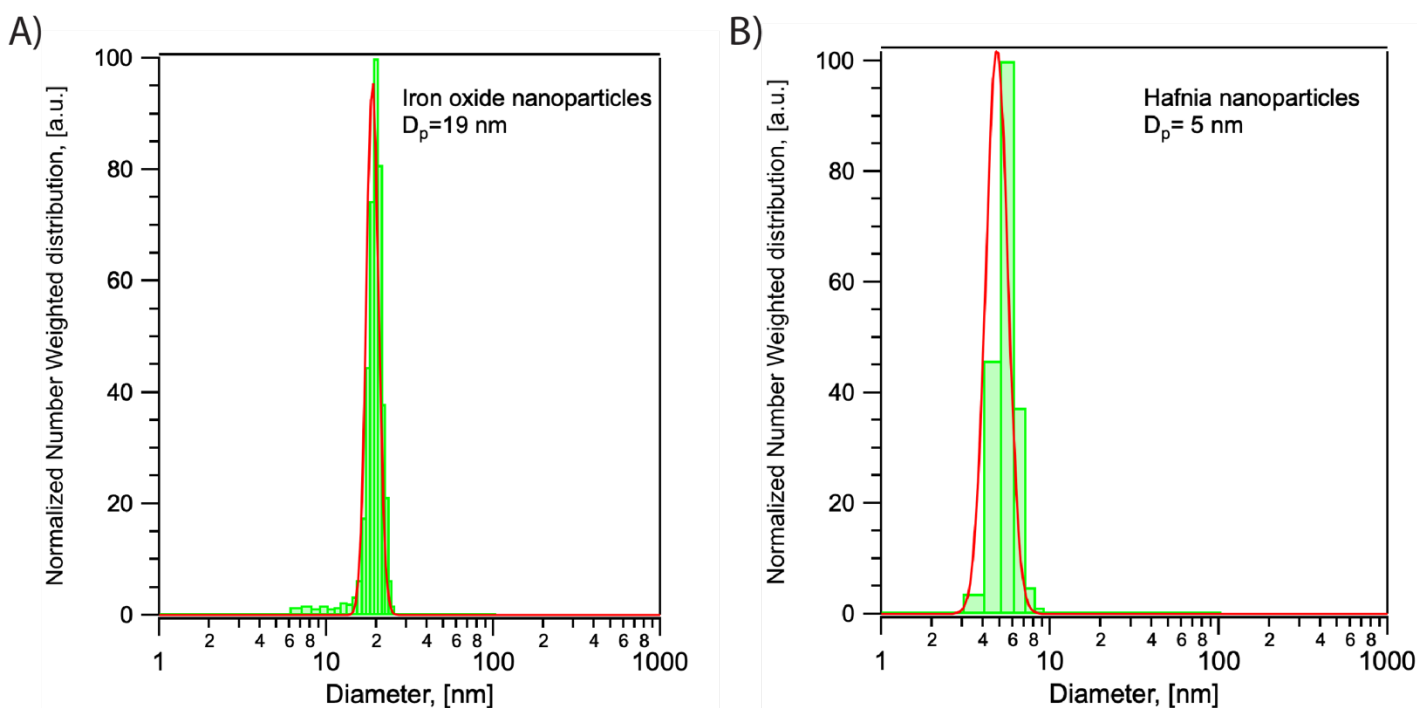 A)
Normalized Number Weighted distribution, [a.u.]
100
80
60
40
20
0
Iron oxide nanoparticles
Dₚ=19 nm
1 2 4 6 8 10 2 4 6 8 100 2 4 6 8 1000
Diameter, [nm]
B)
Normalized Number Weighted distribution, [a.u.]
100
80
60
40
20
0
Hafnia nanoparticles
Dₚ= 5 nm
1 2 4 6 8 10 2 4 6 8 100 2 4 6 8 1000
Diameter, [nm]